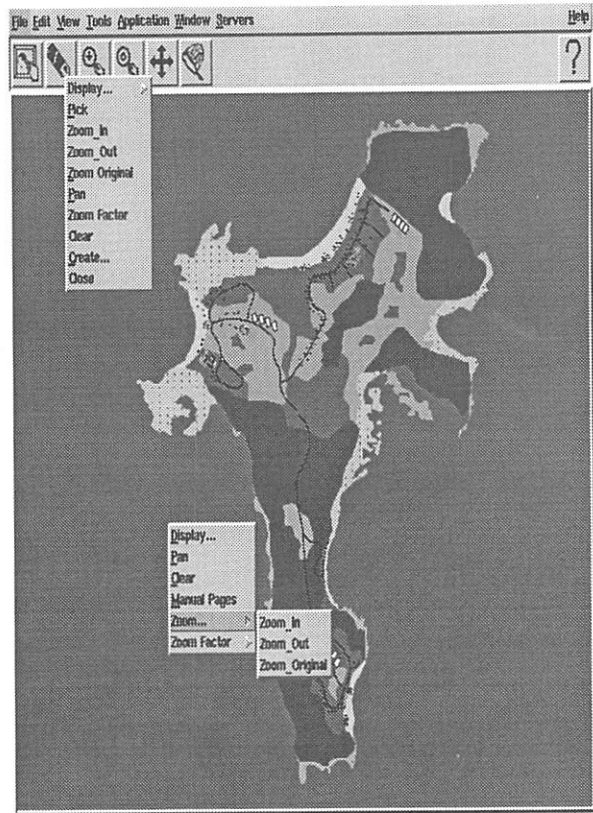 File Edit View Tools Application Window Servers Help
?
Display...
Pick
Zoom_In
Zoom_Out
Zoom Original
Pan
Zoom Factor
Clear
Create...
Close
Display...
Pan
Clear
Manual Pages
Zoom...
Zoom Factor
Zoom_In
Zoom_Out
Zoom_Original